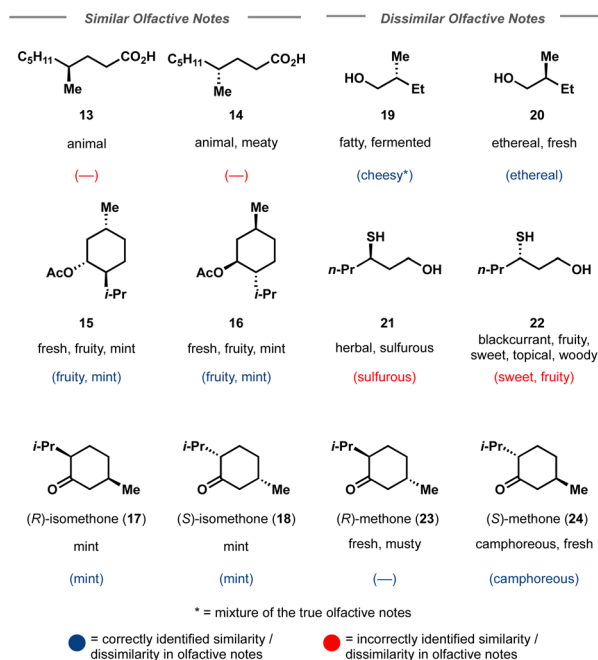 Similar Olfactive Notes
Dissimilar Olfactive Notes
C5H11 CO2H
Me
13
animal
(—)
C5H11 CO2H
Me
14
animal, meaty
(—)
Me
HO Et
19
fatty, fermented
(cheesy*)
Me
HO Et
20
ethereal, fresh
(ethereal)
Me
AcO
i-Pr
15
fresh, fruity, mint
(fruity, mint)
Me
AcO
i-Pr
16
fresh, fruity, mint
(fruity, mint)
SH
n-Pr OH
21
herbal, sulfurous
(sulfurous)
SH
n-Pr OH
22
blackcurrant, fruity,
sweet, topical, woody
(sweet, fruity)
i-Pr
O Me
(R)-isomethone (17)
mint
(mint)
i-Pr
O Me
(S)-isomethone (18)
mint
(mint)
i-Pr
O Me
(R)-methone (23)
fresh, musty
(—)
i-Pr
O Me
(S)-methone (24)
camphoreous, fresh
(camphoreous)
* = mixture of the true olfactive notes
= correctly identified similarity /
dissimilarity in olfactive notes
= incorrectly identified similarity /
dissimilarity in olfactive notes